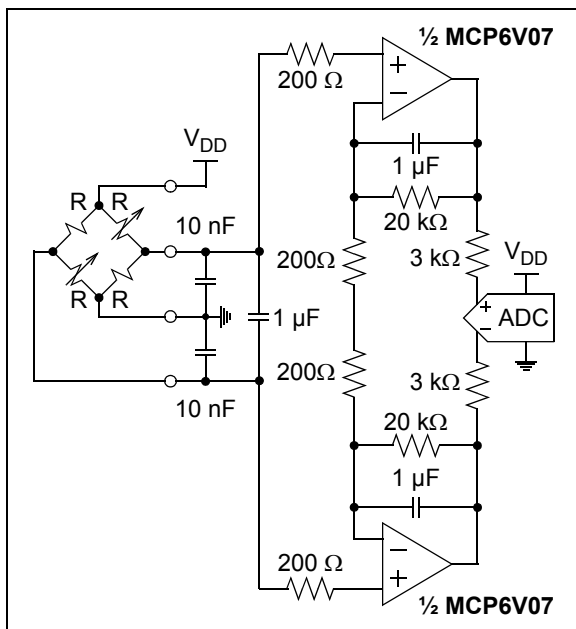 ½ MCP6V07
+
−
200 Ω
V_DD
1 µF
R R
20 kΩ
10 nF
200Ω
3 kΩ
V_DD
R R
1 µF
+
−
ADC
200Ω
3 kΩ
10 nF
20 kΩ
1 µF
200 Ω
−
+
½ MCP6V07